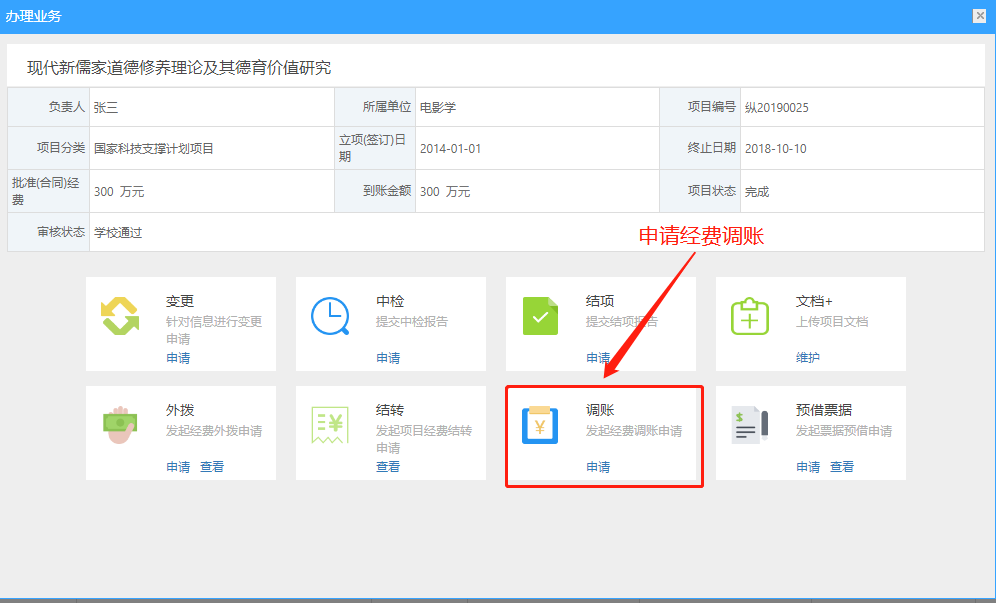 办理业务
现代新儒家道德修养理论及其德育价值研究
负责人 张三 所属单位 电影学 项目编号 纵20190025
项目分类 国家科技支撑计划项目 立项(签订)日
期 2014-01-01 终止日期 2018-10-10
批准(合同)经
费 300 万元 到账金额 300 万元 项目状态 完成
审核状态 学校通过
申请经费调账
变更
针对信息进行变更
申请
申请
中检
提交中检报告
申请
结项
提交结项报告
申请
文档+
上传项目文档
维护
外拨
发起经费外拨申请
申请 查看
结转
发起项目经费结转
申请
查看
调账
发起经费调账申请
申请
预借票据
发起票据预借申请
申请 查看